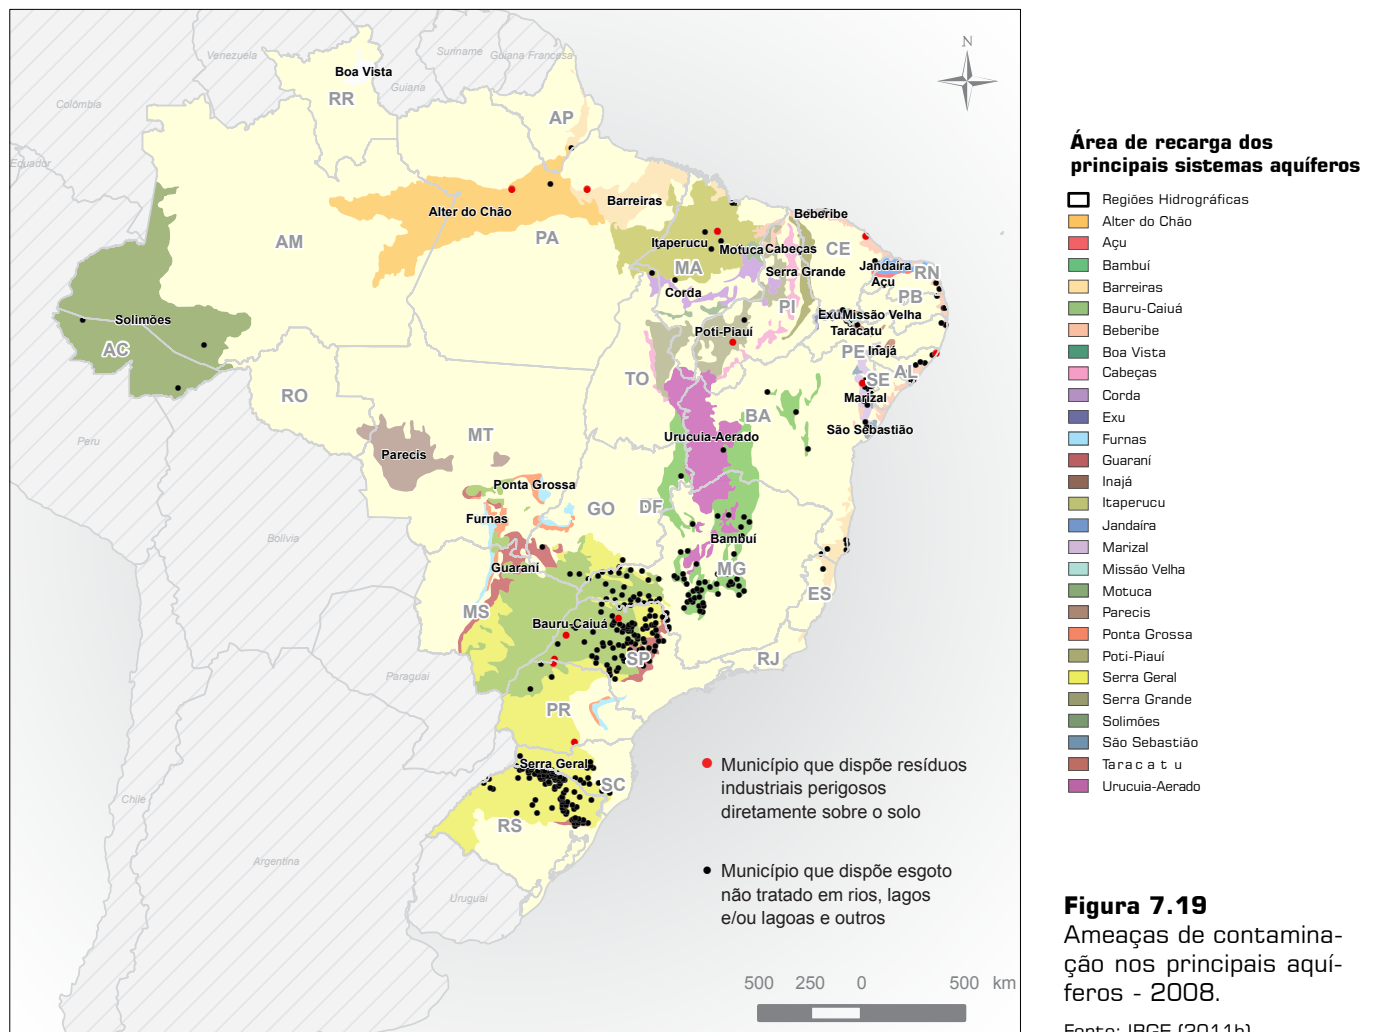 Venezuela
Suriname
Guiana Francesa
Guiana
Colômbia
Equador
Peru
Bolívia
Paraguai
Chile
Argentina
Uruguai
N
Boa Vista
RR
AP
Alter do Chão
Barreiras
AM
PA
Beberibe
Itaperucu
Motuca
Cabeças
CE
MA
Serra Grande
Jandaíra
RN
Açu
Corda
PI
PB
Exu
Missão Velha
Taracatu
Poti-Piauí
Solimões
AC
PE
Inajá
TO
SE
AL
Marizal
RO
BA
São Sebastião
MT
Urucuia-Aerado
Parecis
Ponta Grossa
GO
DF
Furnas
Bambuí
Guaraní
MG
ES
MS
Bauru-Caiuá
SP
RJ
PR
Serra Geral
SC
RS
Município que dispõe resíduos
industriais perigosos
diretamente sobre o solo
Município que dispõe esgoto
não tratado em rios, lagos
e/ou lagoas e outros
500 250 0 500 km
Área de recarga dos
principais sistemas aquíferos
Regiões Hidrográficas
Alter do Chão
Açu
Bambuí
Barreiras
Bauru-Caiuá
Beberibe
Boa Vista
Cabeças
Corda
Exu
Furnas
Guaraní
Inajá
Itaperucu
Jandaíra
Marizal
Missão Velha
Motuca
Parecis
Ponta Grossa
Poti-Piauí
Serra Geral
Serra Grande
Solimões
São Sebastião
Taracatu
Urucuia-Aerado
Figura 7.19
Ameaças de contamina-
ção nos principais aquí-
feros - 2008.
Fonte: IBGE (2011b)